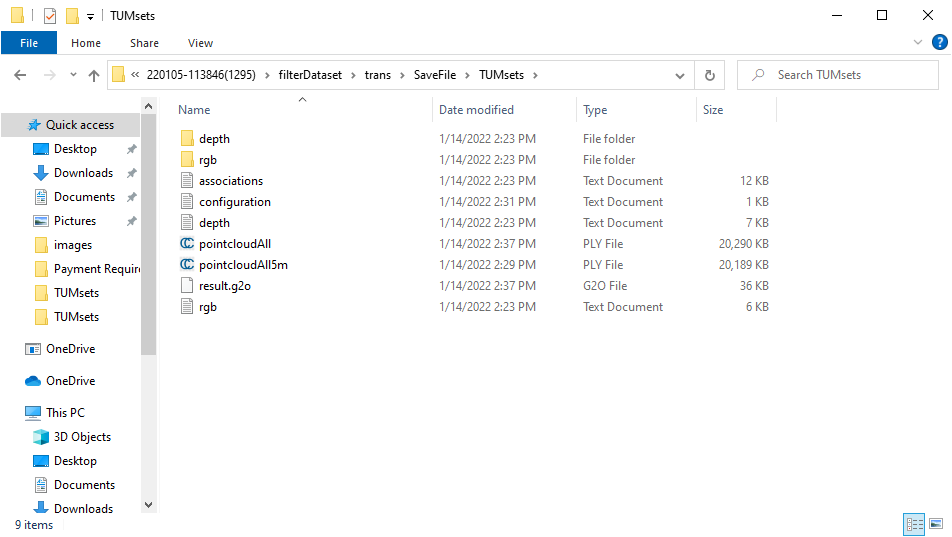 TUMsets
File Home Share View
« 220105-113846(1295) › filterDataset › trans › SaveFile › TUMsets › Search TUMsets
Name Date modified Type Size
Quick access
Desktop
Downloads
Documents
Pictures
images
Payment Require
TUMsets
TUMsets
OneDrive
OneDrive
This PC
3D Objects
Desktop
Documents
Downloads
depth 1/14/2022 2:23 PM File folder
rgb 1/14/2022 2:23 PM File folder
associations 1/14/2022 2:23 PM Text Document 12 KB
configuration 1/14/2022 2:31 PM Text Document 1 KB
depth 1/14/2022 2:23 PM Text Document 7 KB
pointcloudAll 1/14/2022 2:37 PM PLY File 20,290 KB
pointcloudAll5m 1/14/2022 2:29 PM PLY File 20,189 KB
result.g2o 1/14/2022 2:37 PM G2O File 36 KB
rgb 1/14/2022 2:23 PM Text Document 6 KB
9 items